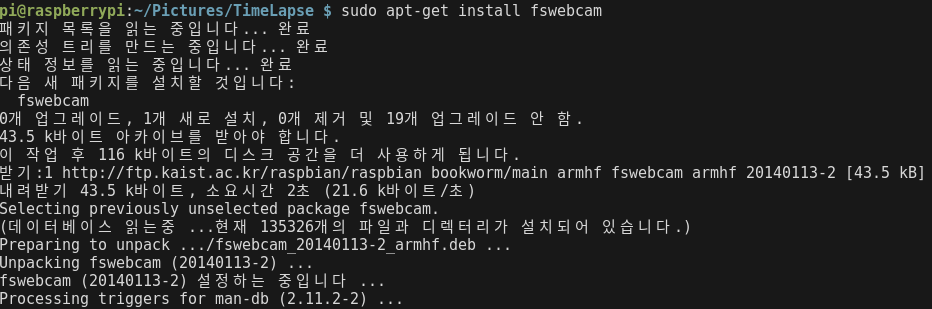 pi@raspberrypi:~/Pictures/TimeLapse $ sudo apt-get install fswebcam
패키지 목록을 읽는 중입니다... 완료
의존성 트리를 만드는 중입니다... 완료
상태 정보를 읽는 중입니다... 완료
다음 새 패키지를 설치할 것입니다:
  fswebcam
0개 업그레이드, 1개 새로 설치, 0개 제거 및 19개 업그레이드 안 함.
43.5 k바이트 아카이브를 받아야 합니다.
이 작업 후 116 k바이트의 디스크 공간을 더 사용하게 됩니다.
받기:1 http://ftp.kaist.ac.kr/raspbian/raspbian bookworm/main armhf fswebcam armhf 20140113-2 [43.5 kB]
내려받기 43.5 k바이트, 소요시간 2초 (21.6 k바이트/초)
Selecting previously unselected package fswebcam.
(데이터베이스 읽는중 ...현재 135326개의 파일과 디렉터리가 설치되어 있습니다.)
Preparing to unpack .../fswebcam_20140113-2_armhf.deb ...
Unpacking fswebcam (20140113-2) ...
fswebcam (20140113-2) 설정하는 중입니다 ...
Processing triggers for man-db (2.11.2-2) ...